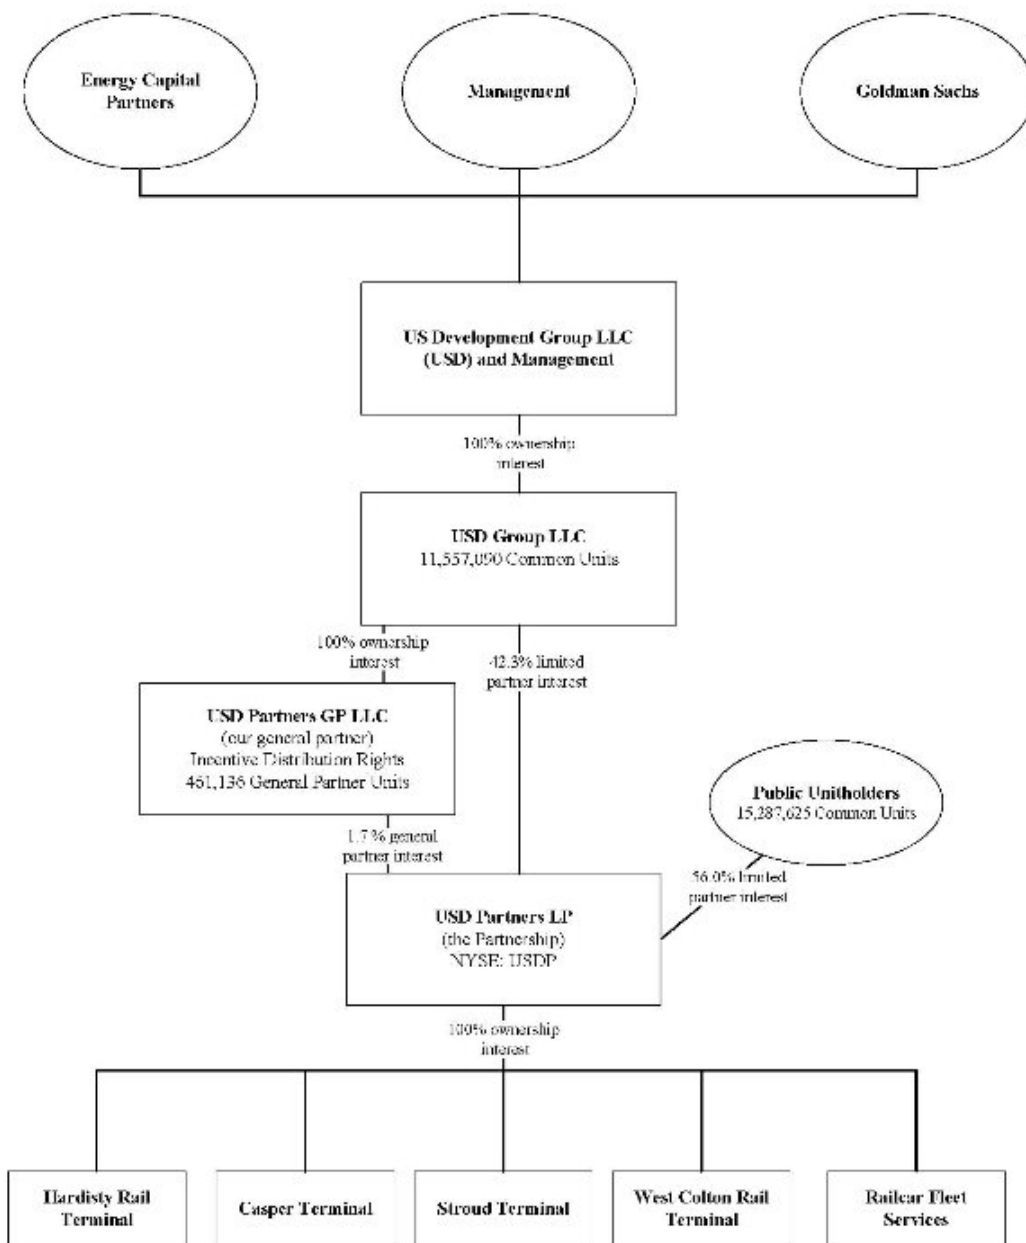 Energy Capital
Partners
Management
Goldman Sachs
US Development Group LLC
(USD) and Management
100% ownership
interest
USD Group LLC
11,557,090 Common Units
100% ownership
interest
42.3% limited
partner interest
USD Partners GP LLC
(our general partner)
Incentive Distribution Rights
461,136 General Partner Units
Public Unitholders
15,287,625 Common Units
1.7% general
partner interest
56.0% limited
partner interest
USD Partners LP
(the Partnership)
NYSE: USDP
100% ownership
interest
Hardisty Rail
Terminal
Casper Terminal
Stroud Terminal
West Colton Rail
Terminal
Railcar Fleet
Services